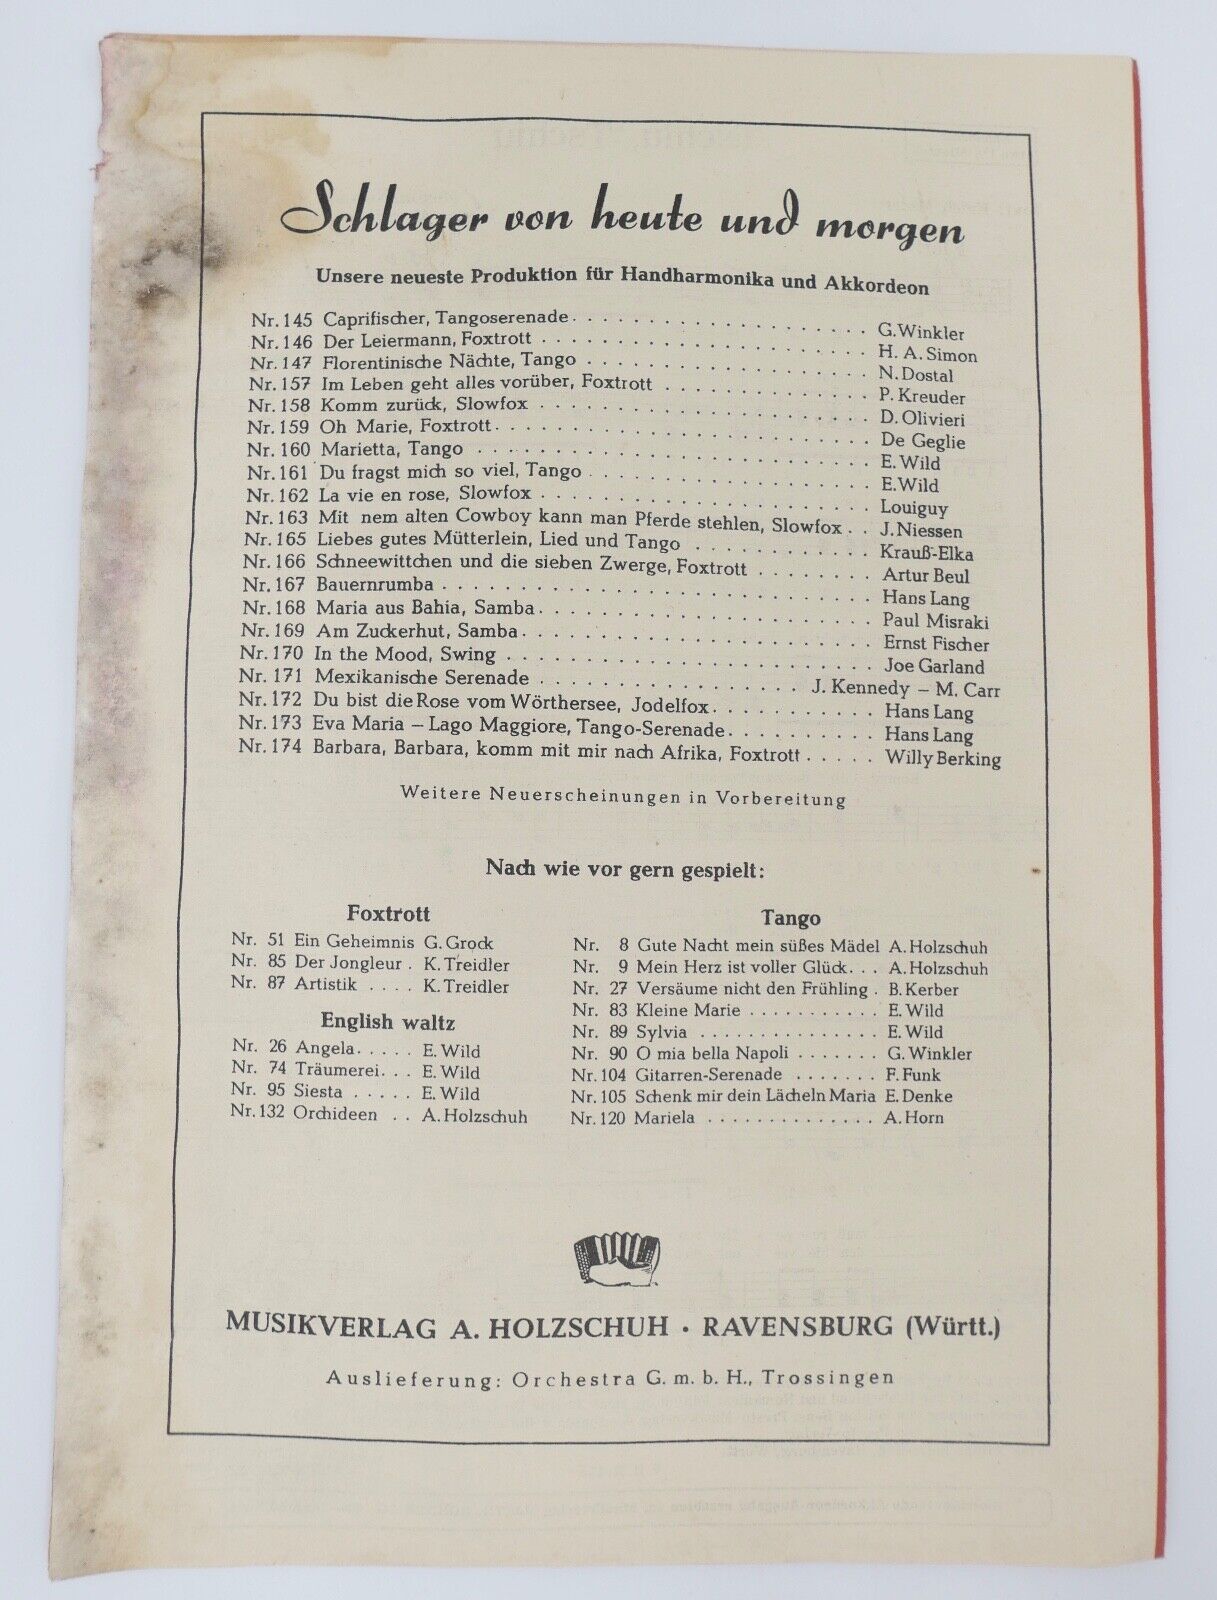 Schlager von heute und morgen
Unsere neueste Produktion für Handharmonika und Akkordeon
Nr. 145 Caprifischer, Tangoserenade . . . . . . . . . . . . . . . . . . . G. Winkler
Nr. 146 Der Leiermann, Foxtrott . . . . . . . . . . . . . . . . . . . . . H. A. Simon
Nr. 147 Florentinische Nächte, Tango . . . . . . . . . . . . . . . . . . N. Dostal
Nr. 157 Im Leben geht alles vorüber, Foxtrott . . . . . . . . . . . . . P. Kreuder
Nr. 158 Komm zurück, Slowfox . . . . . . . . . . . . . . . . . . . . . D. Olivieri
Nr. 159 Oh Marie, Foxtrott . . . . . . . . . . . . . . . . . . . . . . . . De Geglie
Nr. 160 Marietta, Tango . . . . . . . . . . . . . . . . . . . . . . . . . E. Wild
Nr. 161 Du fragst mich so viel, Tango . . . . . . . . . . . . . . . . . . E. Wild
Nr. 162 La vie en rose, Slowfox . . . . . . . . . . . . . . . . . . . . . Louiguy
Nr. 163 Mit nem alten Cowboy kann man Pferde stehlen, Slowfox . . J. Niessen
Nr. 165 Liebes gutes Mütterlein, Lied und Tango . . . . . . . . . . . . Krauß-Elka
Nr. 166 Schneewittchen und die sieben Zwerge, Foxtrott . . . . . . . . Artur Beul
Nr. 167 Bauernrumba . . . . . . . . . . . . . . . . . . . . . . . . . . . Hans Lang
Nr. 168 Maria aus Bahia, Samba . . . . . . . . . . . . . . . . . . . . . Paul Misraki
Nr. 169 Am Zuckerhut, Samba . . . . . . . . . . . . . . . . . . . . . . Ernst Fischer
Nr. 170 In the Mood, Swing . . . . . . . . . . . . . . . . . . . . . . . Joe Garland
Nr. 171 Mexikanische Serenade . . . . . . . . . . . . . . . . . J. Kennedy – M. Carr
Nr. 172 Du bist die Rose vom Wörthersee, Jodelfox . . . . . . . . . . . Hans Lang
Nr. 173 Eva Maria – Lago Maggiore, Tango-Serenade . . . . . . . . . . Hans Lang
Nr. 174 Barbara, Barbara, komm mit mir nach Afrika, Foxtrott . . . . . Willy Berking
Weitere Neuerscheinungen in Vorbereitung
Nach wie vor gern gespielt:
Foxtrott
Nr. 51 Ein Geheimnis G. Grock
Nr. 85 Der Jongleur . K. Treidler
Nr. 87 Artistik . . . . K. Treidler
English waltz
Nr. 26 Angela . . . . . E. Wild
Nr. 74 Träumerei . . . E. Wild
Nr. 95 Siesta . . . . . E. Wild
Nr. 132 Orchideen . . A. Holzschuh
Tango
Nr. 8 Gute Nacht mein süßes Mädel A. Holzschuh
Nr. 9 Mein Herz ist voller Glück . . . A. Holzschuh
Nr. 27 Versäume nicht den Frühling . B. Kerber
Nr. 83 Kleine Marie . . . . . . . . . . . E. Wild
Nr. 89 Sylvia . . . . . . . . . . . . . . . E. Wild
Nr. 90 O mia bella Napoli . . . . . . . G. Winkler
Nr. 104 Gitarren-Serenade . . . . . . . F. Funk
Nr. 105 Schenk mir dein Lächeln Maria E. Denke
Nr. 120 Mariela . . . . . . . . . . . . . . A. Horn
MUSIKVERLAG A. HOLZSCHUH · RAVENSBURG (Württ.)
Auslieferung: Orchestra G. m. b. H., Trossingen